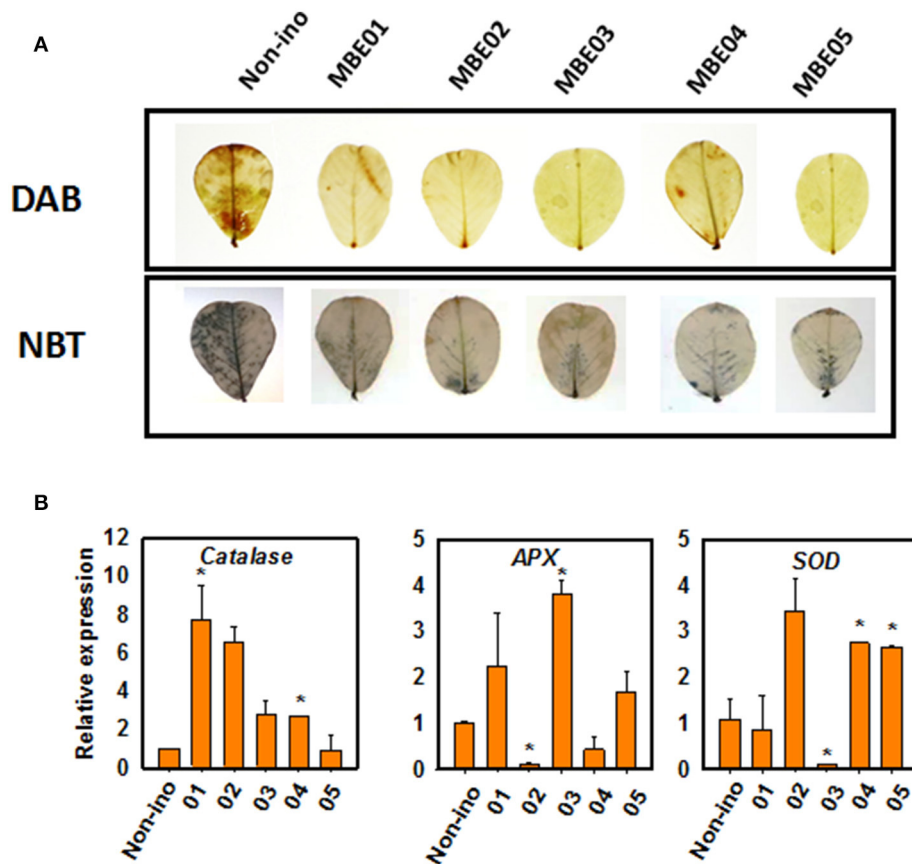 A
Non-ino MBE01 MBE02 MBE03 MBE04 MBE05
DAB
NBT
B
Relative expression
12
10
8
6
4
2
0
Catalase
*
*
Non-ino 01 02 03 04 05
5
4
3
2
1
0
APX
*
*
Non-ino 01 02 03 04 05
5
4
3
2
1
0
SOD
*
*
*
Non-ino 01 02 03 04 05